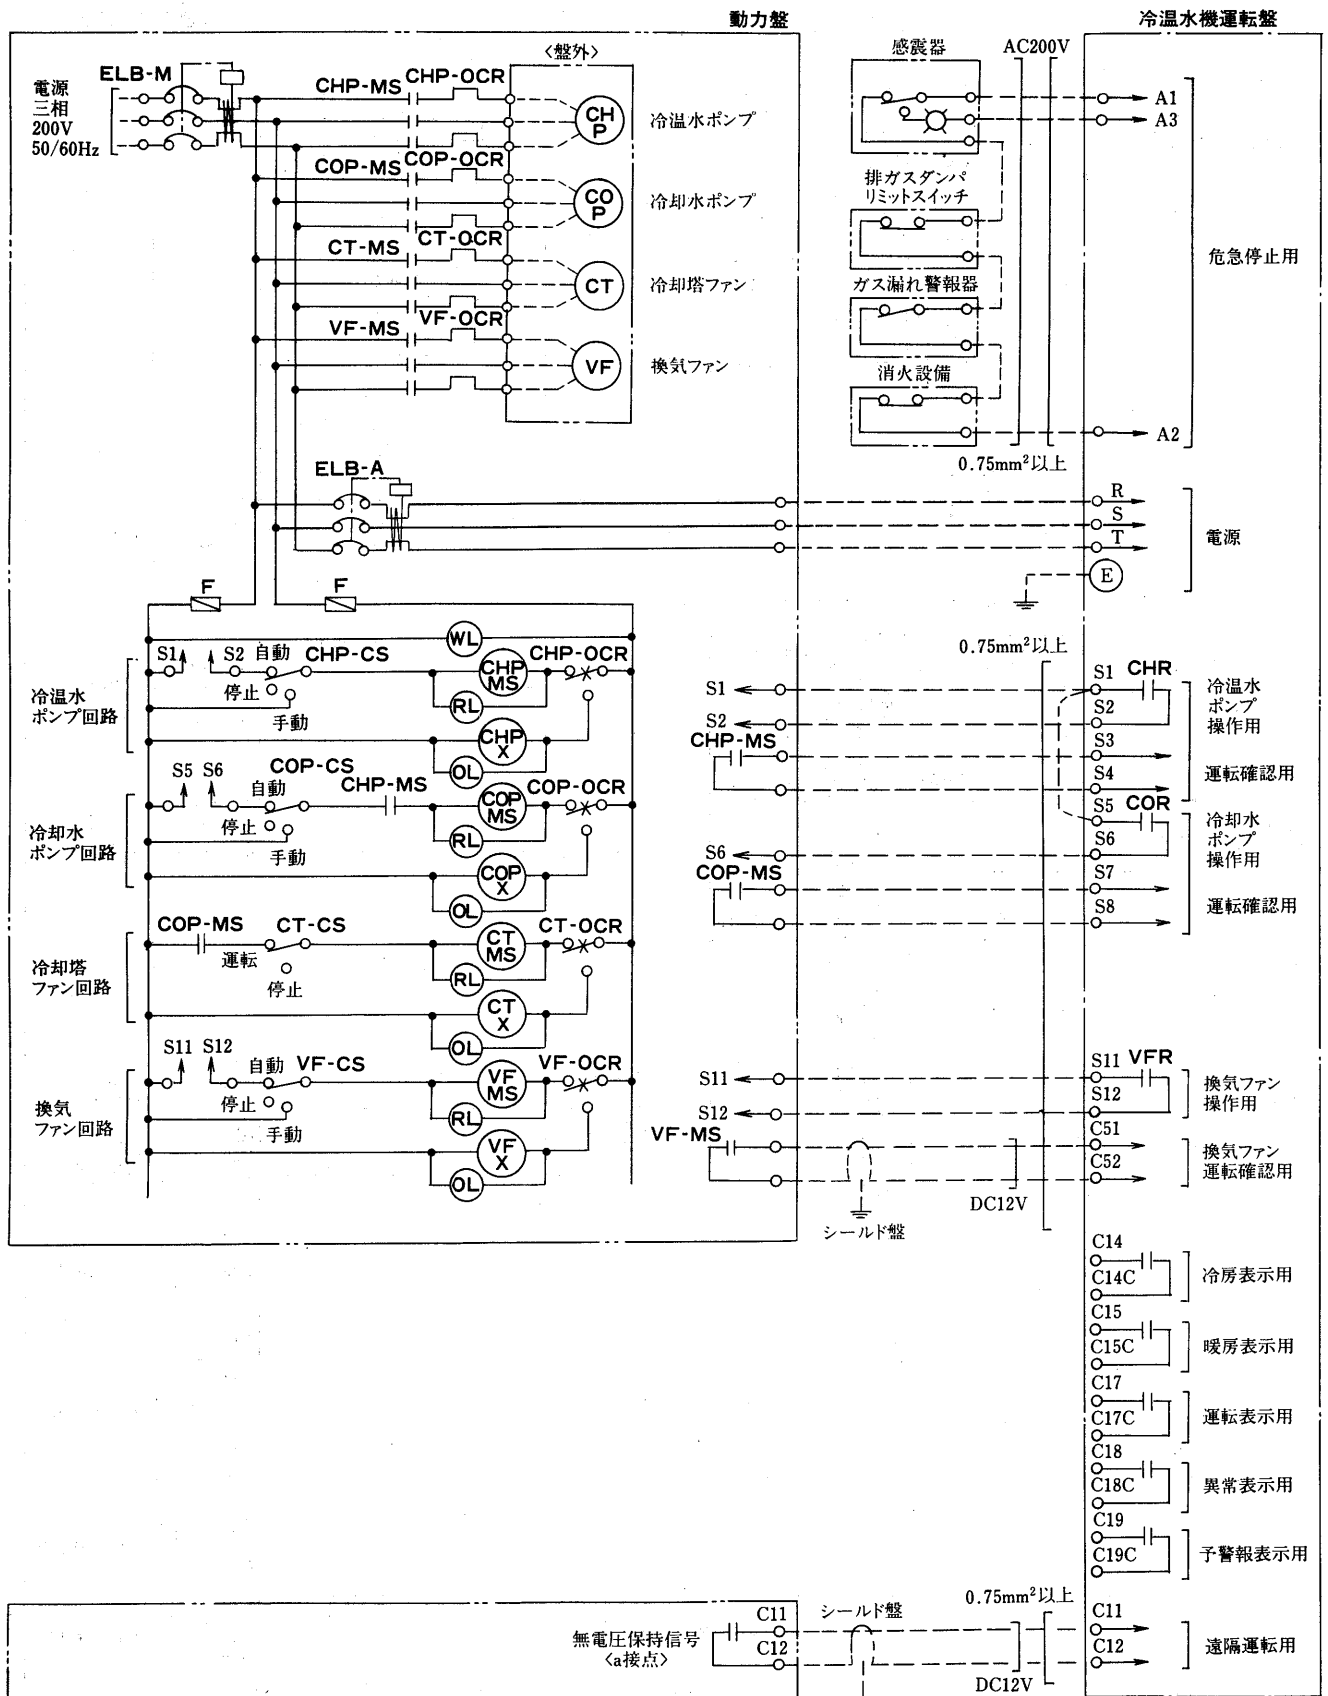 動力盤
冷温水機運転盤
電源
三相
200V
50/60Hz
ELB-M
〈盤外〉
CHP-MS
CHP-OCR
CHP
冷温水ポンプ
COP-MS
COP-OCR
COP
冷却水ポンプ
CT-MS
CT-OCR
CT
冷却塔ファン
VF-MS
VF-OCR
VF
換気ファン
感震器
AC200V
A1
A3
排ガスダンパ
リミットスイッチ
ガス漏れ警報器
消火設備
A2
危急停止用
0.75mm²以上
ELB-A
R
S
T
E
電源
F
F
WL
冷温水
ポンプ回路
S1
S2
自動
停止
手動
CHP-CS
CHP
MS
RL
CHP-OCR
CHP
X
OL
冷却水
ポンプ回路
S5
S6
自動
停止
手動
COP-CS
CHP-MS
COP
MS
RL
COP-OCR
COP
X
OL
冷却塔
ファン回路
COP-MS
CT-CS
運転
停止
CT
MS
RL
CT-OCR
CT
X
OL
換気
ファン回路
S11
S12
自動
停止
手動
VF-CS
VF
MS
RL
VF-OCR
VF
X
OL
0.75mm²以上
S1
S2
CHP-MS
S6
COP-MS
S11
S12
VF-MS
シールド盤
DC12V
S1
CHR
S2
冷温水
ポンプ
操作用
S3
S4
運転確認用
S5
COR
S6
冷却水
ポンプ
操作用
S7
S8
運転確認用
S11
VFR
S12
換気ファン
操作用
C51
C52
換気ファン
運転確認用
C14
C14C
冷房表示用
C15
C15C
暖房表示用
C17
C17C
運転表示用
C18
C18C
異常表示用
C19
C19C
予警報表示用
無電圧保持信号
〈a接点〉
C11
C12
シールド盤
0.75mm²以上
DC12V
C11
C12
遠隔運転用